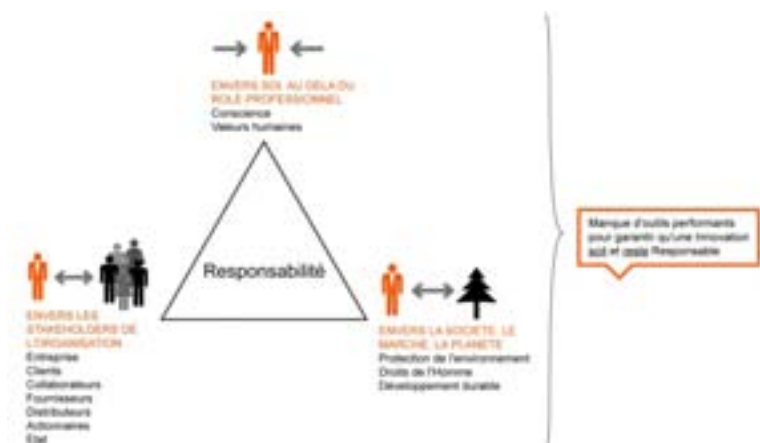 ENVERS SOI, AU DELA DU
ROLE PROFESSIONNEL
Conscience
Valeurs humaines
Responsabilité
Manque d'outils performants
pour garantir qu'une Innovation
soit et reste Responsable
ENVERS LES
STAKEHOLDERS DE
L'ORGANISATION
Entreprise
Clients
Collaborateurs
Fournisseurs
Distributeurs
Actionnaires
Etat
ENVERS LA SOCIETE, LE
MARCHE, LA PLANETE
Protection de l'environnement
Droits de l'Homme
Développement durable